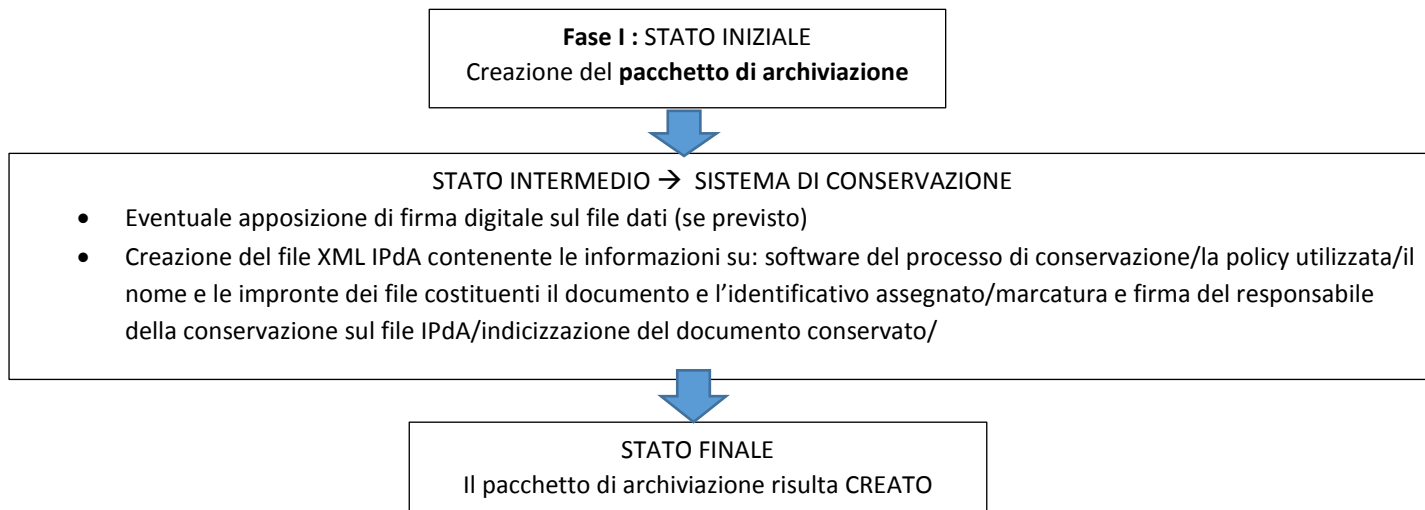 Fase I : STATO INIZIALE
Creazione del pacchetto di archiviazione
STATO INTERMEDIO → SISTEMA DI CONSERVAZIONE
• Eventuale apposizione di firma digitale sul file dati (se previsto)
• Creazione del file XML IPdA contenente le informazioni su: software del processo di conservazione/la policy utilizzata/il
nome e le impronte dei file costituenti il documento e l'identificativo assegnato/marcatura e firma del responsabile
della conservazione sul file IPdA/indicizzazione del documento conservato/
STATO FINALE
Il pacchetto di archiviazione risulta CREATO